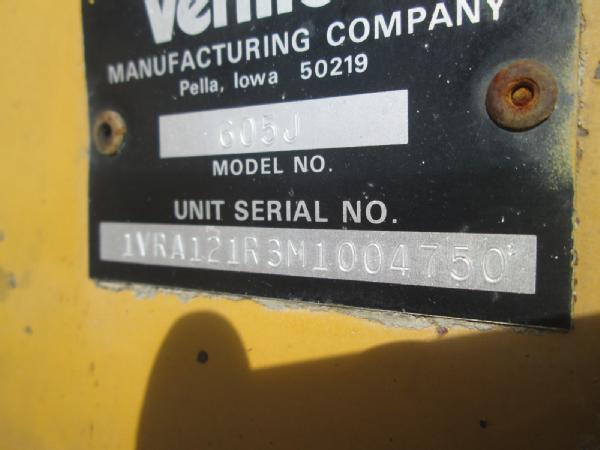 MANUFACTURING COMPANY
Pella, Iowa 50219
605J
MODEL NO.
UNIT SERIAL NO.
1VRA121R3M1004750